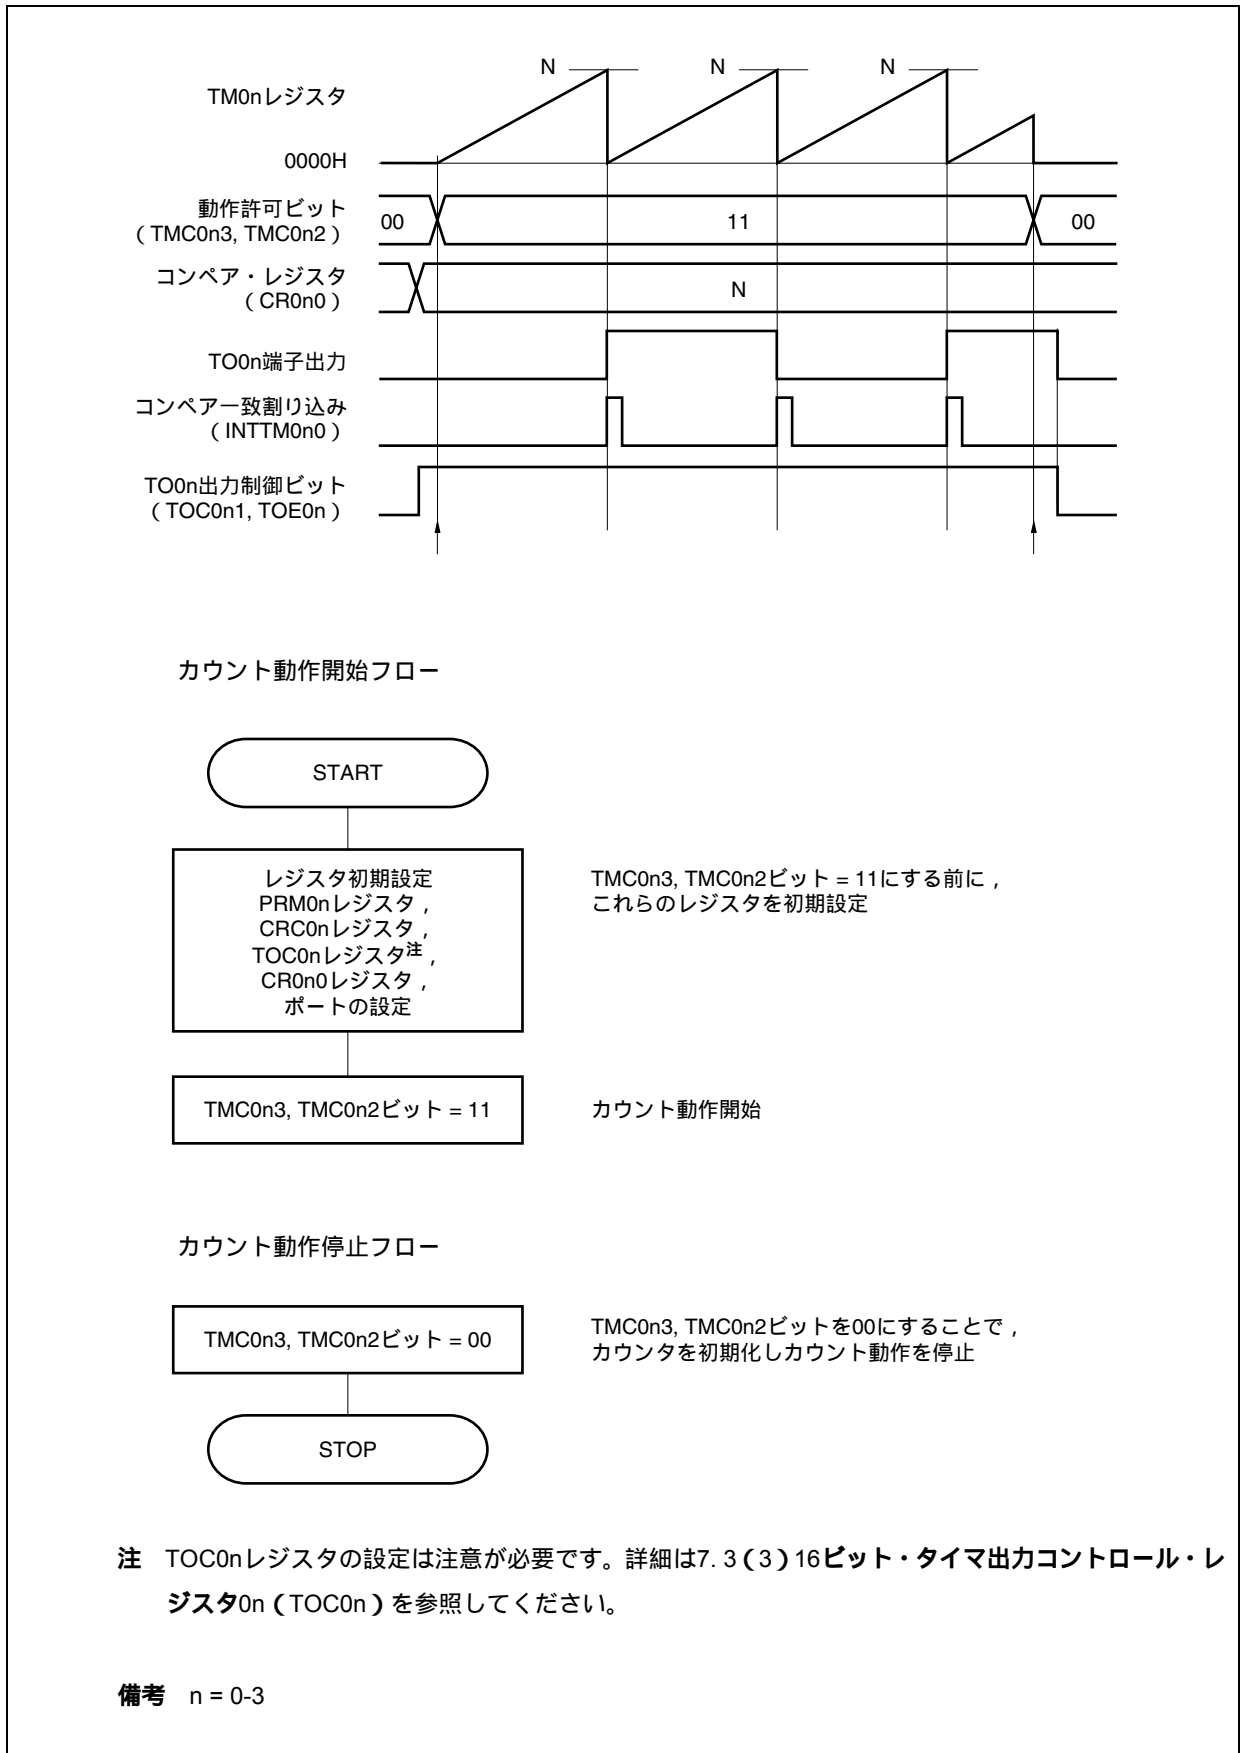 N N N
TM0nレジスタ
0000H
動作許可ビット
（TMC0n3, TMC0n2）
00 11 00
コンペア・レジスタ
（CR0n0）
N
TO0n端子出力
コンペア一致割り込み
（INTTM0n0）
TO0n出力制御ビット
（TOC0n1, TOE0n）
カウント動作開始フロー
START
レジスタ初期設定
PRM0nレジスタ，
CRC0nレジスタ，
TOC0nレジスタ注，
CR0n0レジスタ，
ポートの設定
TMC0n3, TMC0n2ビット = 11にする前に，
これらのレジスタを初期設定
TMC0n3, TMC0n2ビット = 11
カウント動作開始
カウント動作停止フロー
TMC0n3, TMC0n2ビット = 00
TMC0n3, TMC0n2ビットを00にすることで，
カウンタを初期化しカウント動作を停止
STOP
注 TOC0nレジスタの設定は注意が必要です。詳細は7. 3（3）16ビット・タイマ出力コントロール・レ
ジスタ0n（TOC0n）を参照してください。
備考 n = 0-3